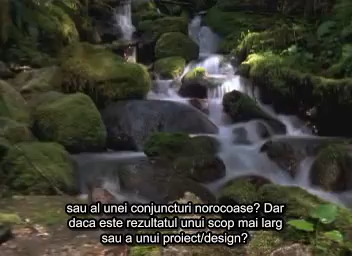 sau al unei conjuncturi norocoase? Dar
daca este rezultatul unui scop mai larg
sau a unui proiect/design?